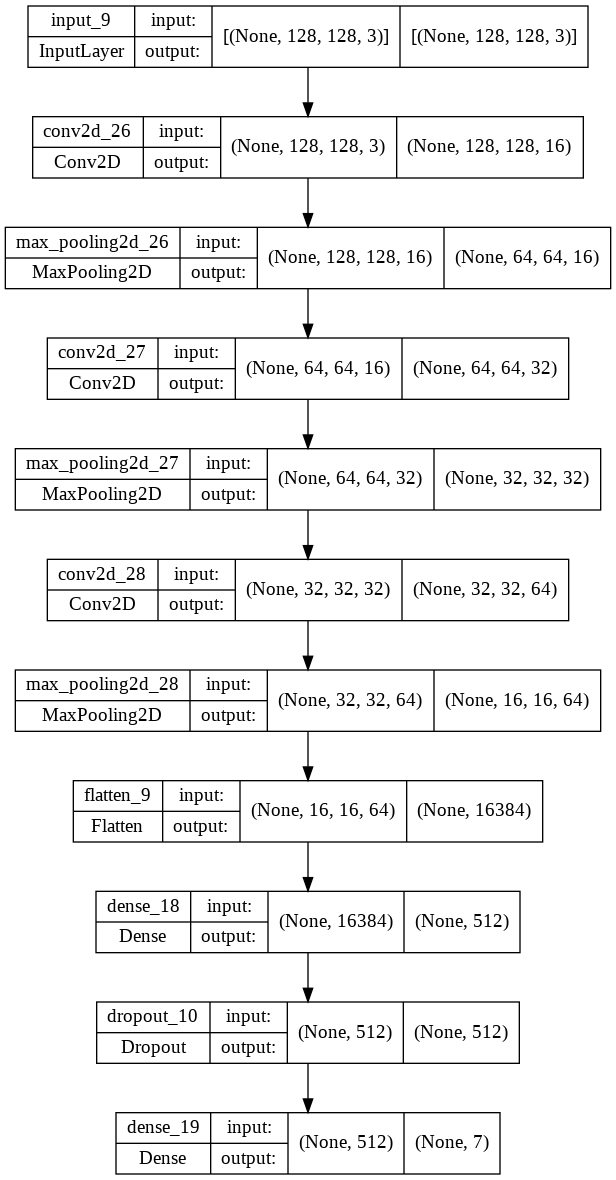 input_9 input: [(None, 128, 128, 3)] [(None, 128, 128, 3)]
InputLayer output:
conv2d_26 input: (None, 128, 128, 3) (None, 128, 128, 16)
Conv2D output:
max_pooling2d_26 input: (None, 128, 128, 16) (None, 64, 64, 16)
MaxPooling2D output:
conv2d_27 input: (None, 64, 64, 16) (None, 64, 64, 32)
Conv2D output:
max_pooling2d_27 input: (None, 64, 64, 32) (None, 32, 32, 32)
MaxPooling2D output:
conv2d_28 input: (None, 32, 32, 32) (None, 32, 32, 64)
Conv2D output:
max_pooling2d_28 input: (None, 32, 32, 64) (None, 16, 16, 64)
MaxPooling2D output:
flatten_9 input: (None, 16, 16, 64) (None, 16384)
Flatten output:
dense_18 input: (None, 16384) (None, 512)
Dense output:
dropout_10 input: (None, 512) (None, 512)
Dropout output:
dense_19 input: (None, 512) (None, 7)
Dense output: